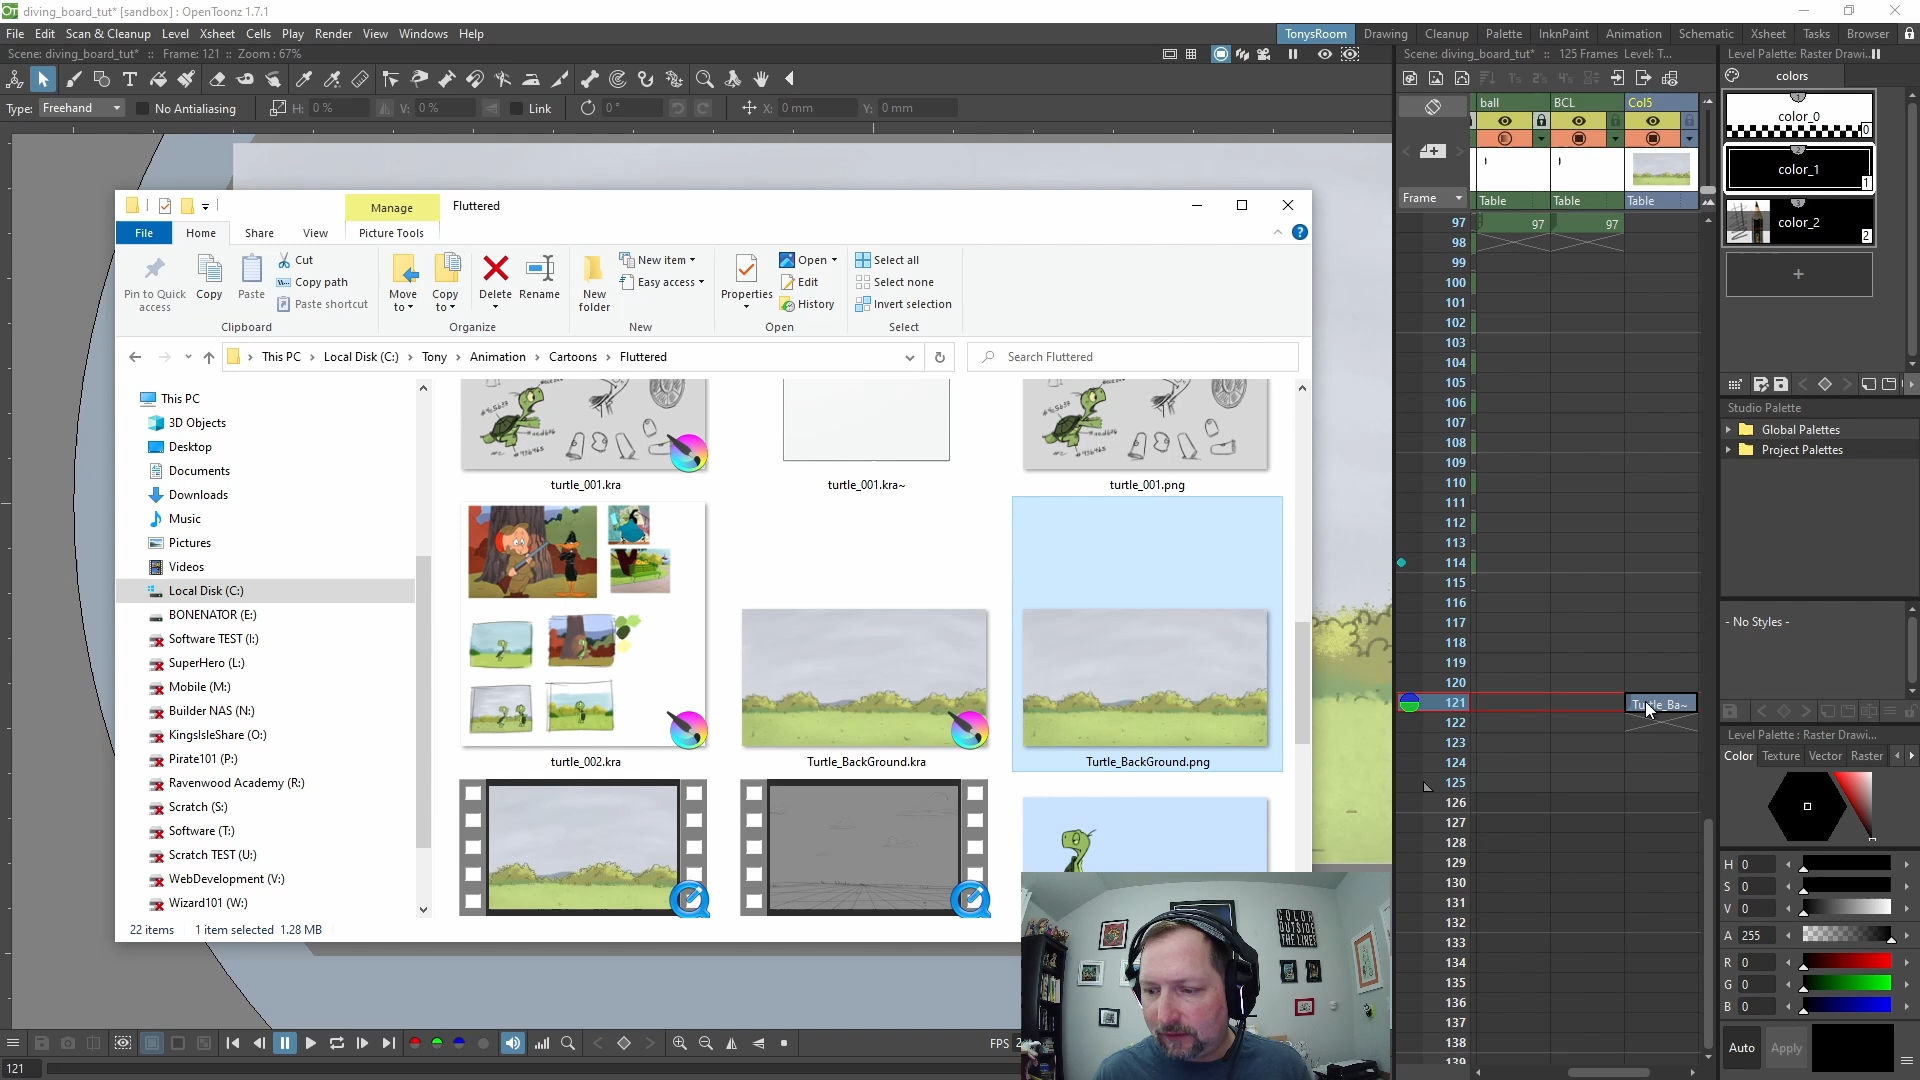 diving_board_tut* [sandbox] : OpenToonz 1.7.1
File Edit Scan & Cleanup Level Xsheet Cells Play Render View Windows Help
TonysRoom Drawing Cleanup Palette InknPaint Animation Schematic Xsheet Tasks Browser
Scene: diving_board_tut* :: Frame: 121 :: Zoom : 67%
Scene: diving_board_tut* :: 125 Frames Level: T...
Level Palette: Raster Drawi...
Type: Freehand No Antialiasing H: 0 % V: 0 % Link 0 ° X: 0 mm Y: 0 mm
colors
color_0
0
color_1
1
color_2
2
+
ball BCL Col5
Frame Table Table Table
97 97 97
98
99
100
101
102
103
104
105
106
107
108
109
110
111
112
113
114
115
116
117
118
119
120
121 Turtle_Ba~
122
123
124
125
126
127
128
129
130
131
132
133
134
135
136
137
138
139
Manage Fluttered
File Home Share View Picture Tools
Pin to Quick access
Copy
Paste
Cut
Copy path
Paste shortcut
Clipboard
Move to
Copy to
Delete
Rename
Organize
New folder
New item
Easy access
New
Properties
Open
Edit
History
Open
Select all
Select none
Invert selection
Select
This PC > Local Disk (C:) > Tony > Animation > Cartoons > Fluttered
Search Fluttered
This PC
3D Objects
Desktop
Documents
Downloads
Music
Pictures
Videos
Local Disk (C:)
BONENATOR (E:)
Software TEST (I:)
SuperHero (L:)
Mobile (M:)
Builder NAS (N:)
KingsIsleShare (O:)
Pirate101 (P:)
Ravenwood Academy (R:)
Scratch (S:)
Software (T:)
Scratch TEST (U:)
WebDevelopment (V:)
Wizard101 (W:)
turtle_001.kra
turtle_001.kra~
turtle_001.png
turtle_002.kra
Turtle_BackGround.kra
Turtle_BackGround.png
22 items 1 item selected 1.28 MB
Studio Palette
Global Palettes
Project Palettes
- No Styles -
Level Palette : Raster Drawi...
Color Texture Vector Raster
H 0
S 0
V 0
A 255
R 0
G 0
B 0
Auto Apply
FPS 2
121
COLOR
OUTSIDE
THE LINES